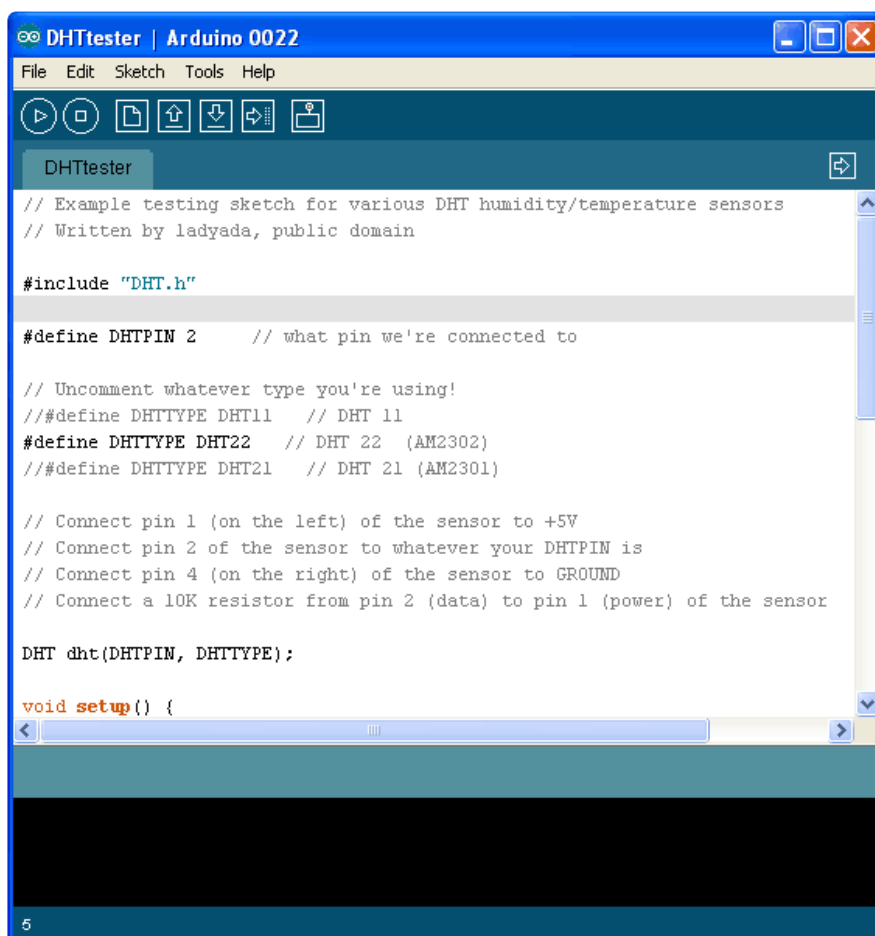 DHTtester | Arduino 0022
File Edit Sketch Tools Help
DHTtester
// Example testing sketch for various DHT humidity/temperature sensors
// Written by ladyada, public domain
#include "DHT.h"
#define DHTPIN 2     // what pin we're connected to
// Uncomment whatever type you're using!
//#define DHTTYPE DHT11   // DHT 11
#define DHTTYPE DHT22   // DHT 22  (AM2302)
//#define DHTTYPE DHT21   // DHT 21 (AM2301)
// Connect pin 1 (on the left) of the sensor to +5V
// Connect pin 2 of the sensor to whatever your DHTPIN is
// Connect pin 4 (on the right) of the sensor to GROUND
// Connect a 10K resistor from pin 2 (data) to pin 1 (power) of the sensor
DHT dht(DHTPIN, DHTTYPE);
void setup() {
5